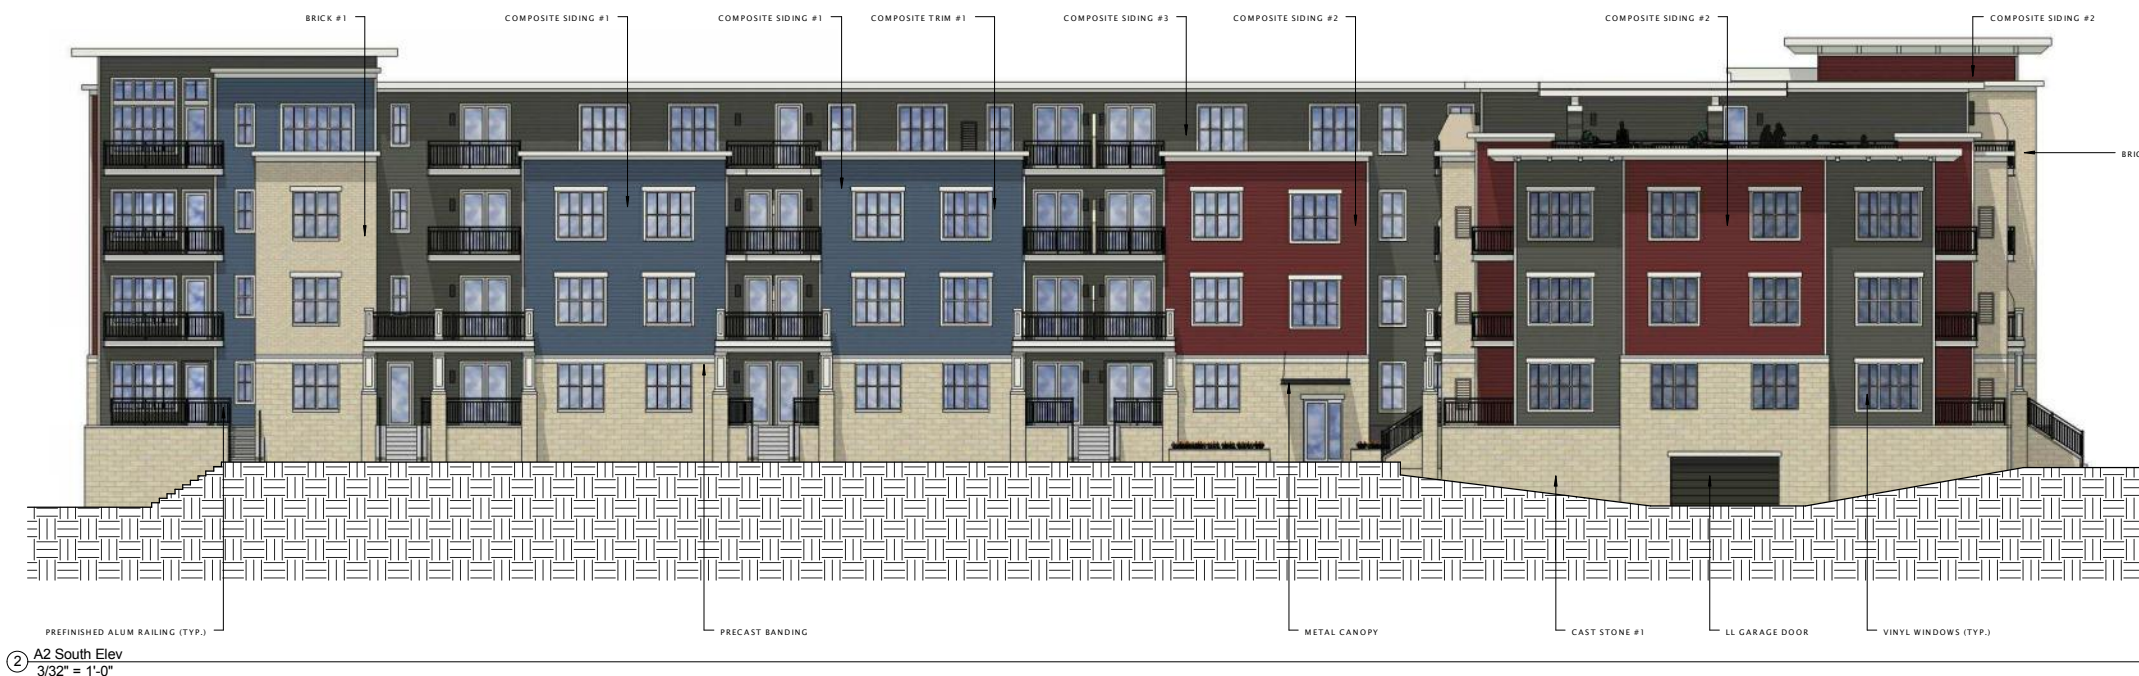 BRICK #1
COMPOSITE SIDING #1
COMPOSITE SIDING #1
COMPOSITE TRIM #1
COMPOSITE SIDING #3
COMPOSITE SIDING #2
COMPOSITE SIDING #2
COMPOSITE SIDING #2
PREFINISHED ALUM RAILING (TYP.)
PRECAST BANDING
METAL CANOPY
CAST STONE #1
LL GARAGE DOOR
VINYL WINDOWS (TYP.)
2
A2 South Elev
3/32" = 1'-0"